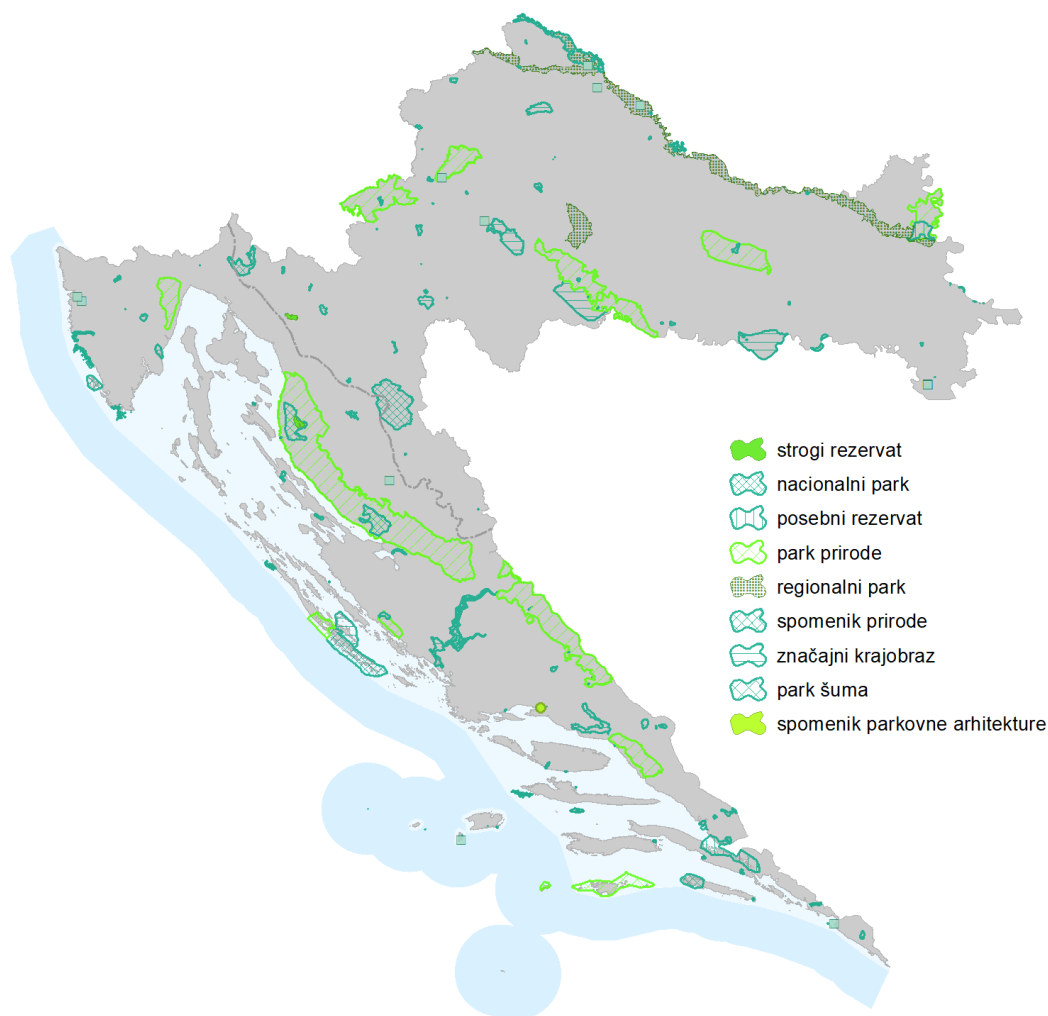 strogi rezervat
nacionalni park
posebni rezervat
park prirode
regionalni park
spomenik prirode
značajni krajobraz
park šuma
spomenik parkovne arhitekture